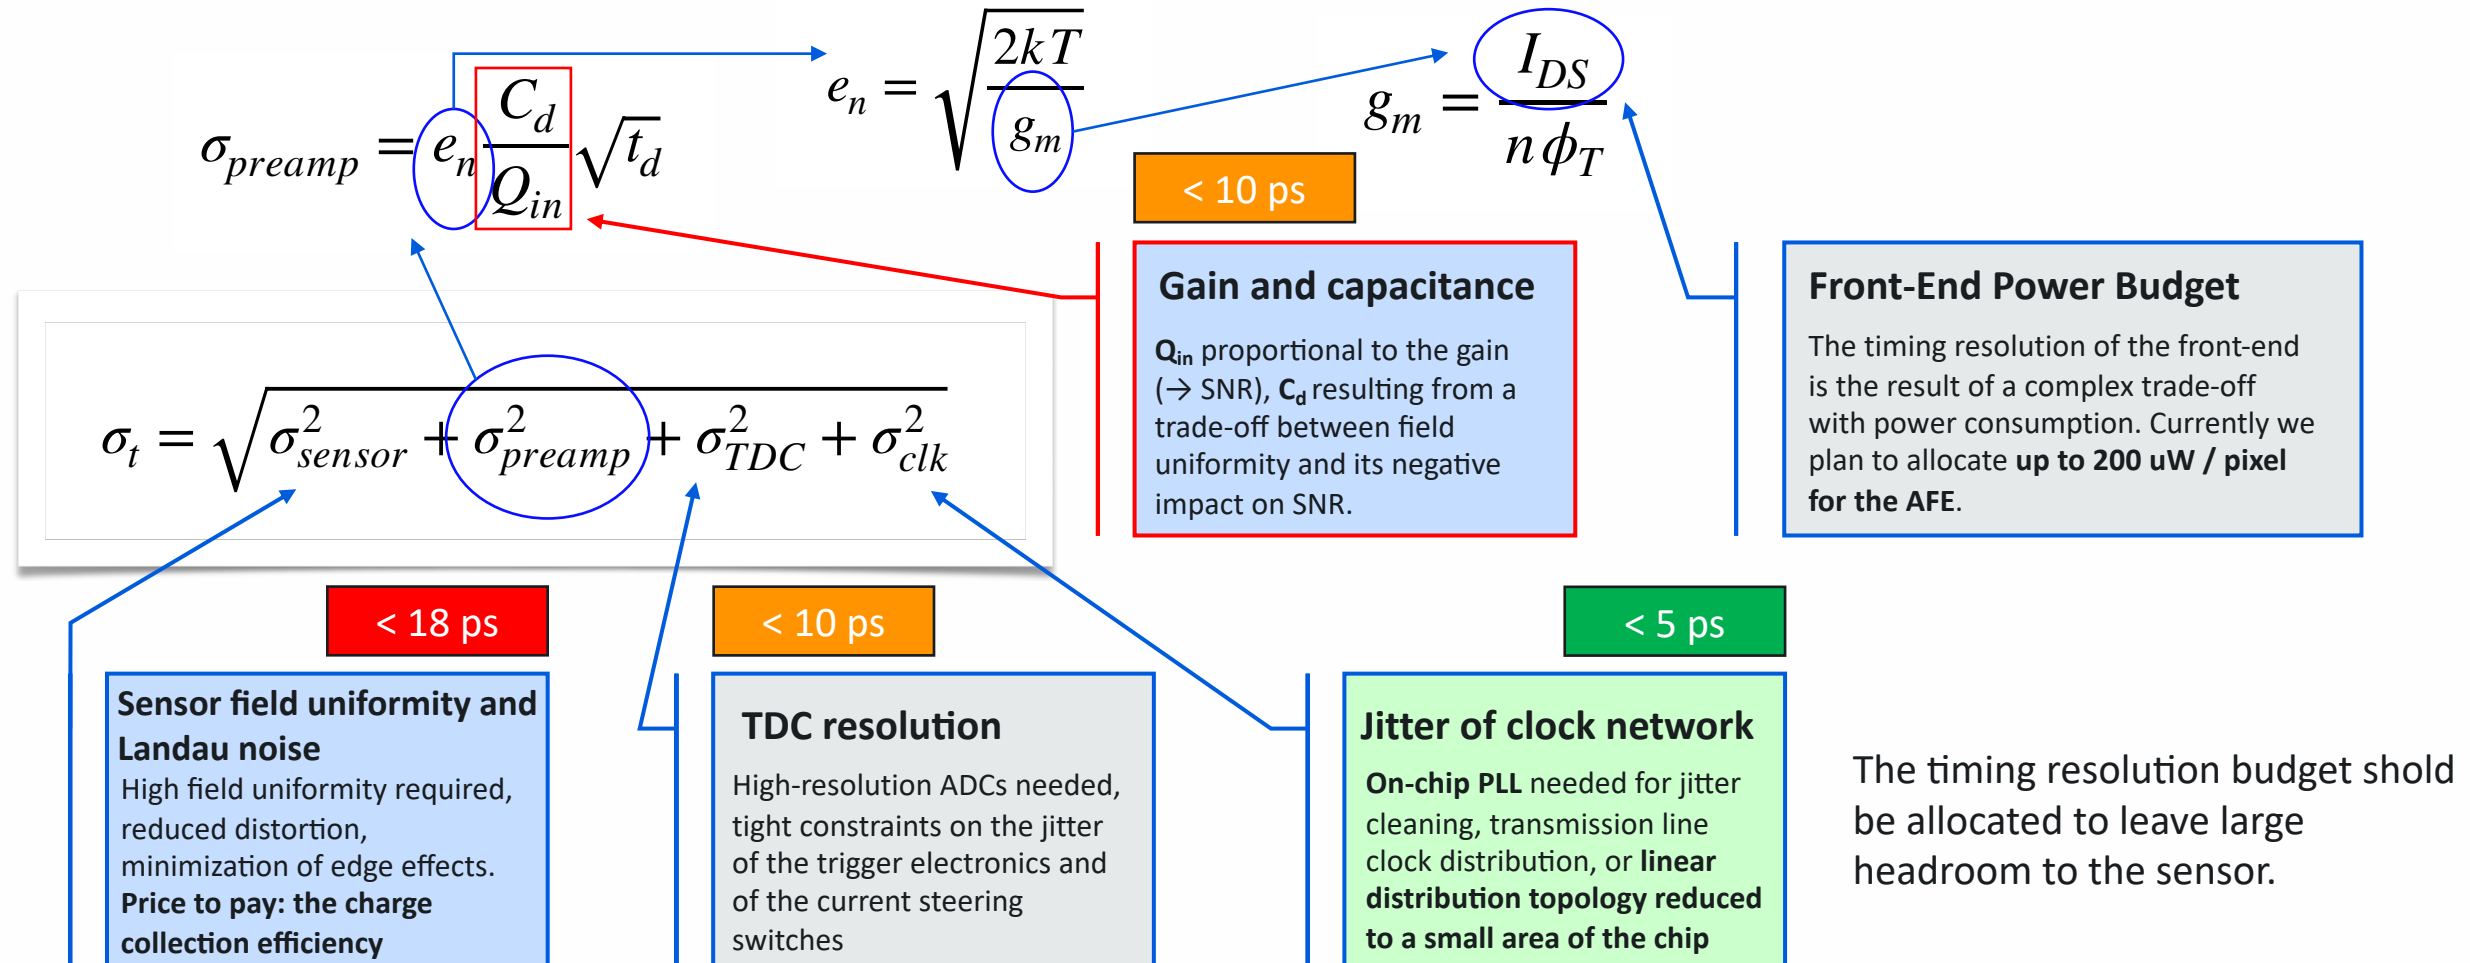 σ_preamp = e_n C_d / Q_in √t_d
e_n = √(2kT / g_m)
g_m = I_DS / nϕ_T
< 10 ps
Gain and capacitance
Q_in proportional to the gain
(→ SNR), C_d resulting from a
trade-off between field
uniformity and its negative
impact on SNR.
Front-End Power Budget
The timing resolution of the front-end
is the result of a complex trade-off
with power consumption. Currently we
plan to allocate up to 200 uW / pixel
for the AFE.
σ_t = √(σ²_sensor + σ²_preamp + σ²_TDC + σ²_clk)
< 18 ps
Sensor field uniformity and
Landau noise
High field uniformity required,
reduced distortion,
minimization of edge effects.
Price to pay: the charge
collection efficiency
< 10 ps
TDC resolution
High-resolution ADCs needed,
tight constraints on the jitter
of the trigger electronics and
of the current steering
switches
< 5 ps
Jitter of clock network
On-chip PLL needed for jitter
cleaning, transmission line
clock distribution, or linear
distribution topology reduced
to a small area of the chip
The timing resolution budget shold
be allocated to leave large
headroom to the sensor.